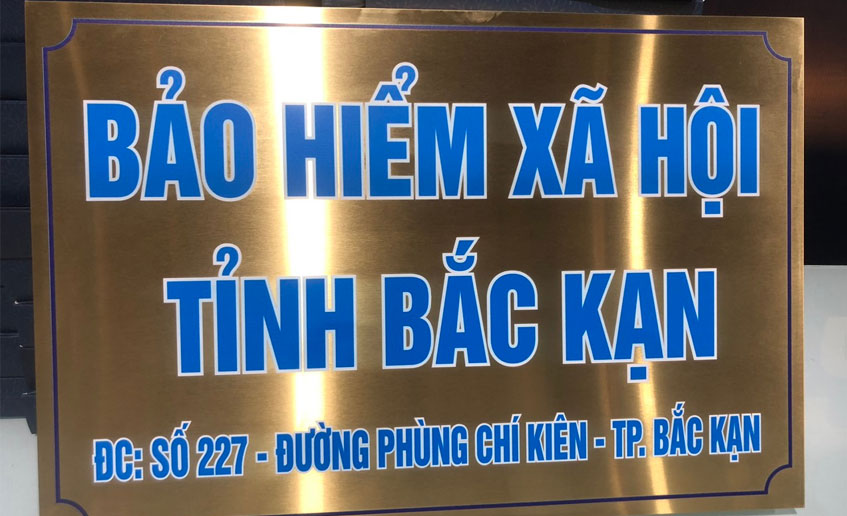 BẢO HIỂM XÃ HỘI
TỈNH BẮC KẠN
ĐC: SỐ 227 - ĐƯỜNG PHÙNG CHÍ KIÊN - TP. BẮC KẠN